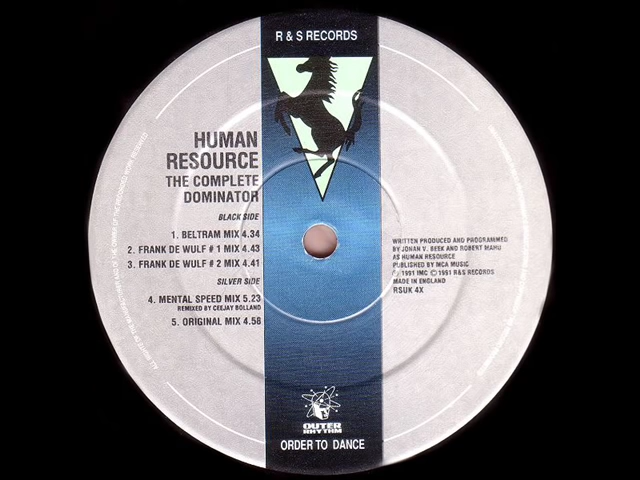 R & S RECORDS
HUMAN
RESOURCE
THE COMPLETE
DOMINATOR
BLACK SIDE
1. BELTRAM MIX 4.34
2. FRANK DE WULF # 1 MIX 4.43
3. FRANK DE WULF # 2 MIX 4.41
SILVER SIDE
4. MENTAL SPEED MIX 5.23
REMIXED BY CEEJAY BOLLAND
5. ORIGINAL MIX 4.58
WRITTEN PRODUCED AND PROGRAMMED
BY JOHAN V. BEEK AND ROBERT MAHU
AS HUMAN RESOURCE
PUBLISHED BY MCA MUSIC
℗ 1991 IMC © 1991 R&S RECORDS
MADE IN ENGLAND
RSUK 4X
OUTER
RHYTHM
ORDER TO DANCE